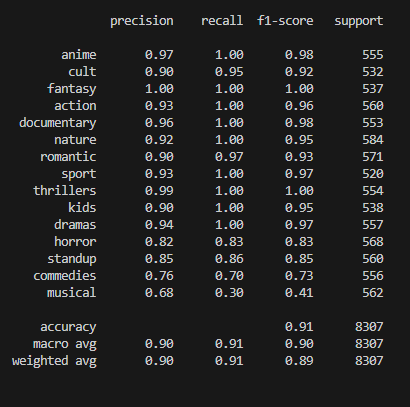 precision recall f1-score support
anime 0.97 1.00 0.98 555
cult 0.90 0.95 0.92 532
fantasy 1.00 1.00 1.00 537
action 0.93 1.00 0.96 560
documentary 0.96 1.00 0.98 553
nature 0.92 1.00 0.95 584
romantic 0.90 0.97 0.93 571
sport 0.93 1.00 0.97 520
thrillers 0.99 1.00 1.00 554
kids 0.90 1.00 0.95 538
dramas 0.94 1.00 0.97 557
horror 0.82 0.83 0.83 568
standup 0.85 0.86 0.85 560
commedies 0.76 0.70 0.73 556
musical 0.68 0.30 0.41 562
accuracy 0.91 8307
macro avg 0.90 0.91 0.90 8307
weighted avg 0.90 0.91 0.89 8307